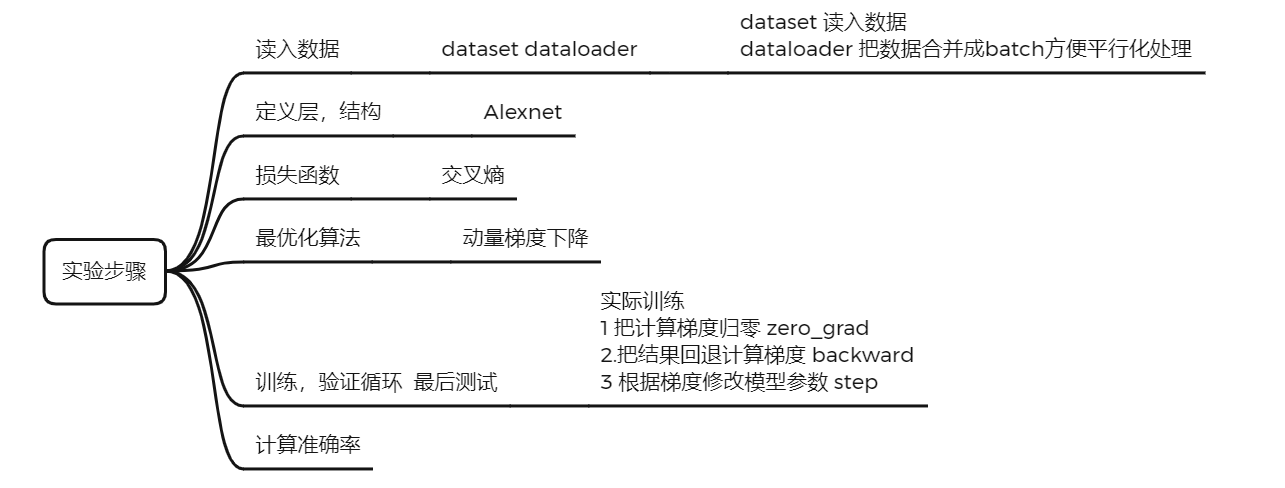 实验步骤
读入数据
dataset dataloader
dataset 读入数据
dataloader 把数据合并成batch方便平行化处理
定义层，结构
Alexnet
损失函数
交叉熵
最优化算法
动量梯度下降
训练，验证循环 最后测试
实际训练
1 把计算梯度归零 zero_grad
2.把结果回退计算梯度 backward
3 根据梯度修改模型参数 step
计算准确率